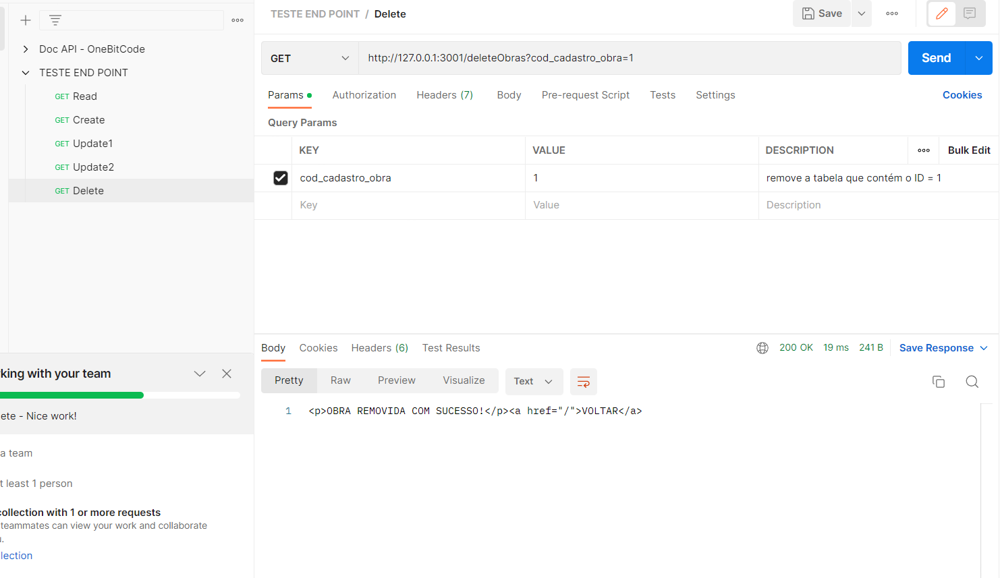 TESTE END POINT / Delete
Save
Doc API - OneBitCode
TESTE END POINT
GET Read
GET Create
GET Update1
GET Update2
GET Delete
GET
http://127.0.0.1:3001/deleteObras?cod_cadastro_obra=1
Send
Params
Authorization
Headers (7)
Body
Pre-request Script
Tests
Settings
Cookies
Query Params
KEY
VALUE
DESCRIPTION
Bulk Edit
cod_cadastro_obra
1
remove a tabela que contém o ID = 1
Key
Value
Description
king with your team
ete - Nice work!
a team
t least 1 person
ollection with 1 or more requests
teammates can view your work and collaborate
lection
Body
Cookies
Headers (6)
Test Results
200 OK
19 ms
241 B
Save Response
Pretty
Raw
Preview
Visualize
Text
1
<p>OBRA REMOVIDA COM SUCESSO!</p><a href="/">VOLTAR</a>